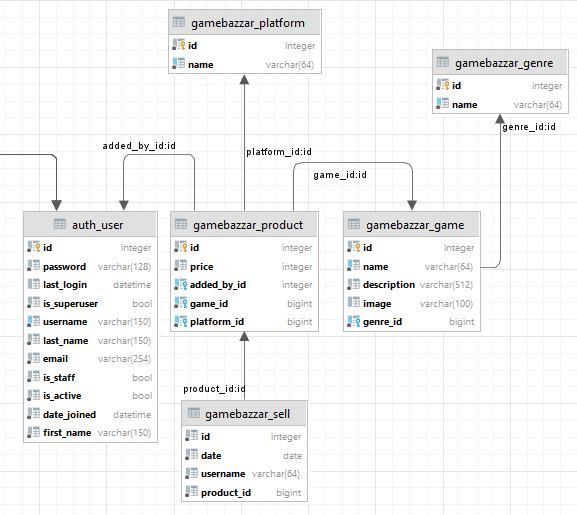 gamebazzar_platform
id integer
name varchar(64)
gamebazzar_genre
id integer
name varchar(64)
genre_id:id
added_by_id:id
platform_id:id
game_id:id
auth_user
id integer
password varchar(128)
last_login datetime
is_superuser bool
username varchar(150)
last_name varchar(150)
email varchar(254)
is_staff bool
is_active bool
date_joined datetime
first_name varchar(150)
gamebazzar_product
id integer
price integer
added_by_id integer
game_id bigint
platform_id bigint
gamebazzar_game
id integer
name varchar(64)
description varchar(512)
image varchar(100)
genre_id bigint
product_id:id
gamebazzar_sell
id integer
date date
username varchar(64)
product_id bigint